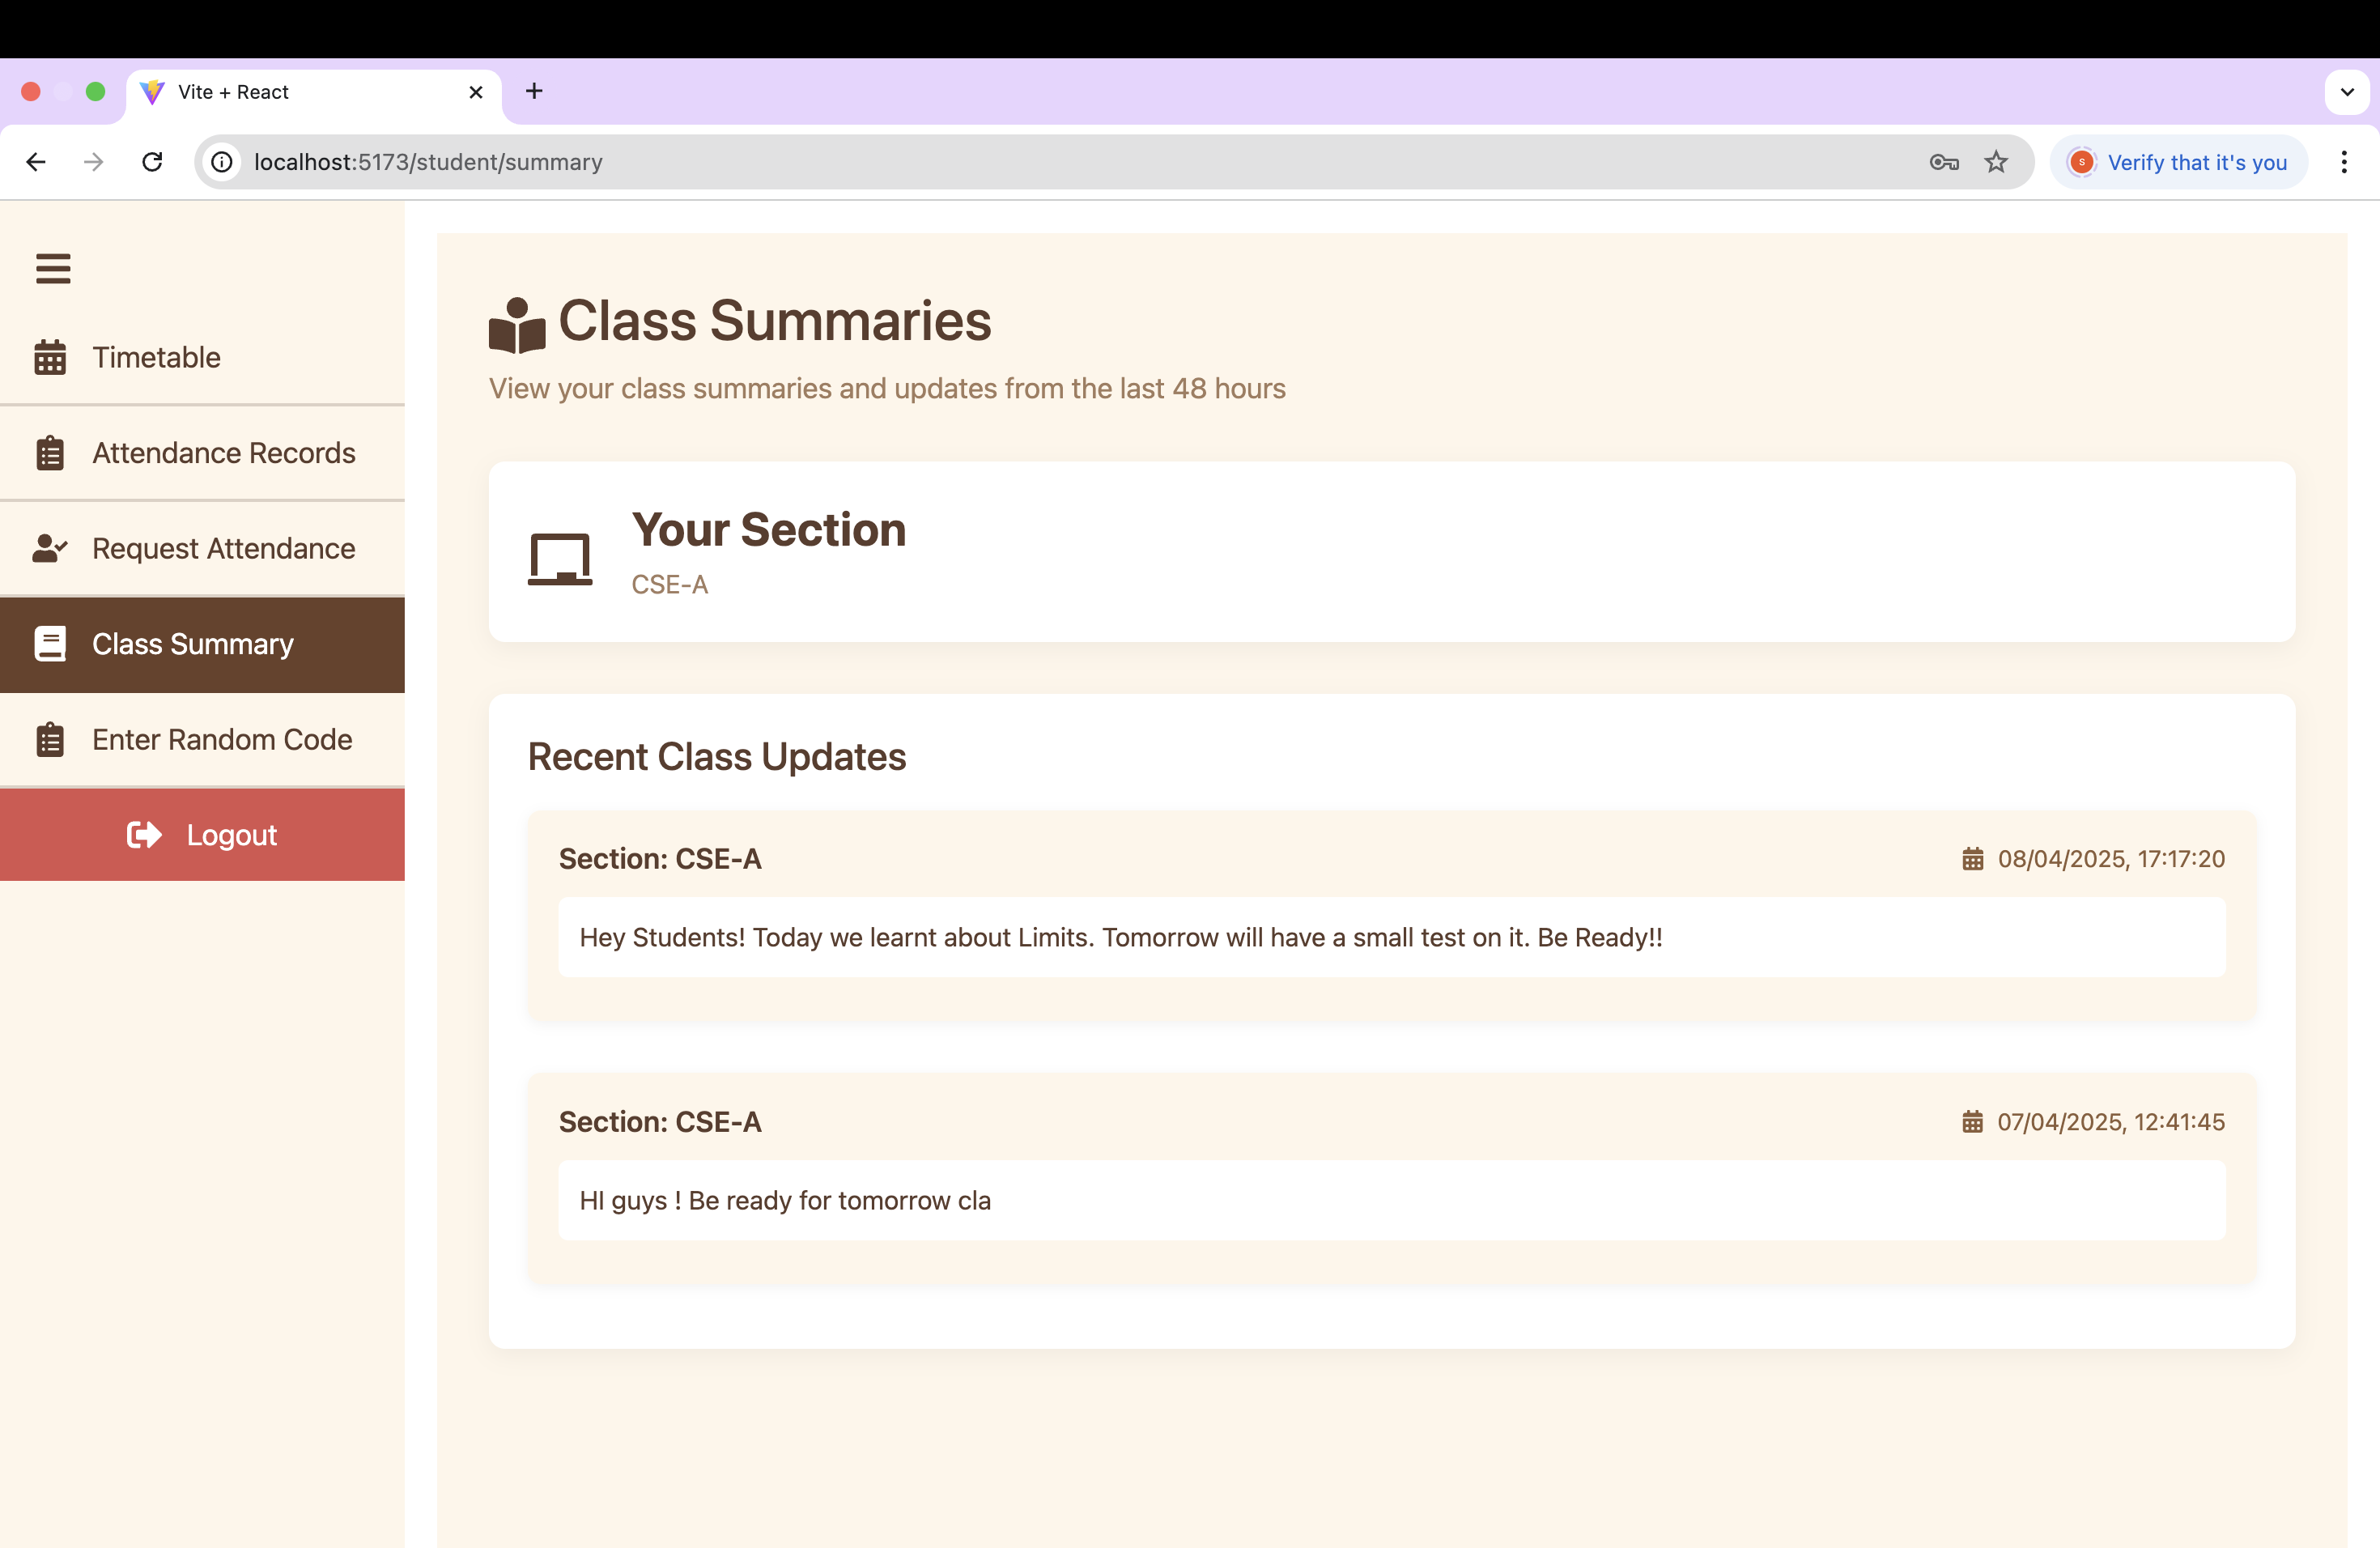 Vite + React
localhost:5173/student/summary
S
Verify that it's you
Timetable
Attendance Records
Request Attendance
Class Summary
Enter Random Code
Logout
Class Summaries
View your class summaries and updates from the last 48 hours
Your Section
CSE-A
Recent Class Updates
Section: CSE-A
08/04/2025, 17:17:20
Hey Students! Today we learnt about Limits. Tomorrow will have a small test on it. Be Ready!!
Section: CSE-A
07/04/2025, 12:41:45
HI guys ! Be ready for tomorrow cla